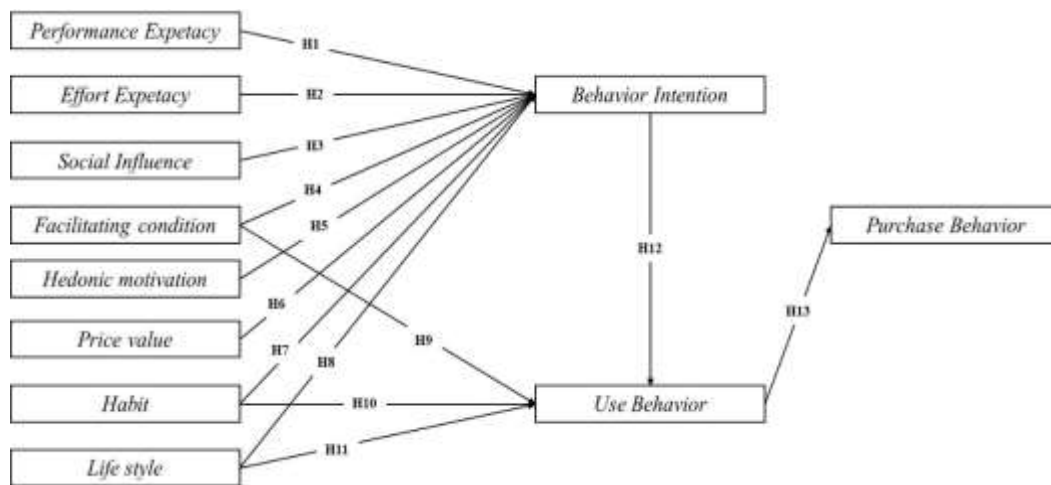 Performance Expetacy
H1
Effort Expetacy
H2
Behavior Intention
Social Influence
H3
H4
Facilitating condition
H5
Purchase Behavior
H12
Hedonic motivation
H6
H13
Price value
H9
H7
H8
Habit
H10
Use Behavior
H11
Life style